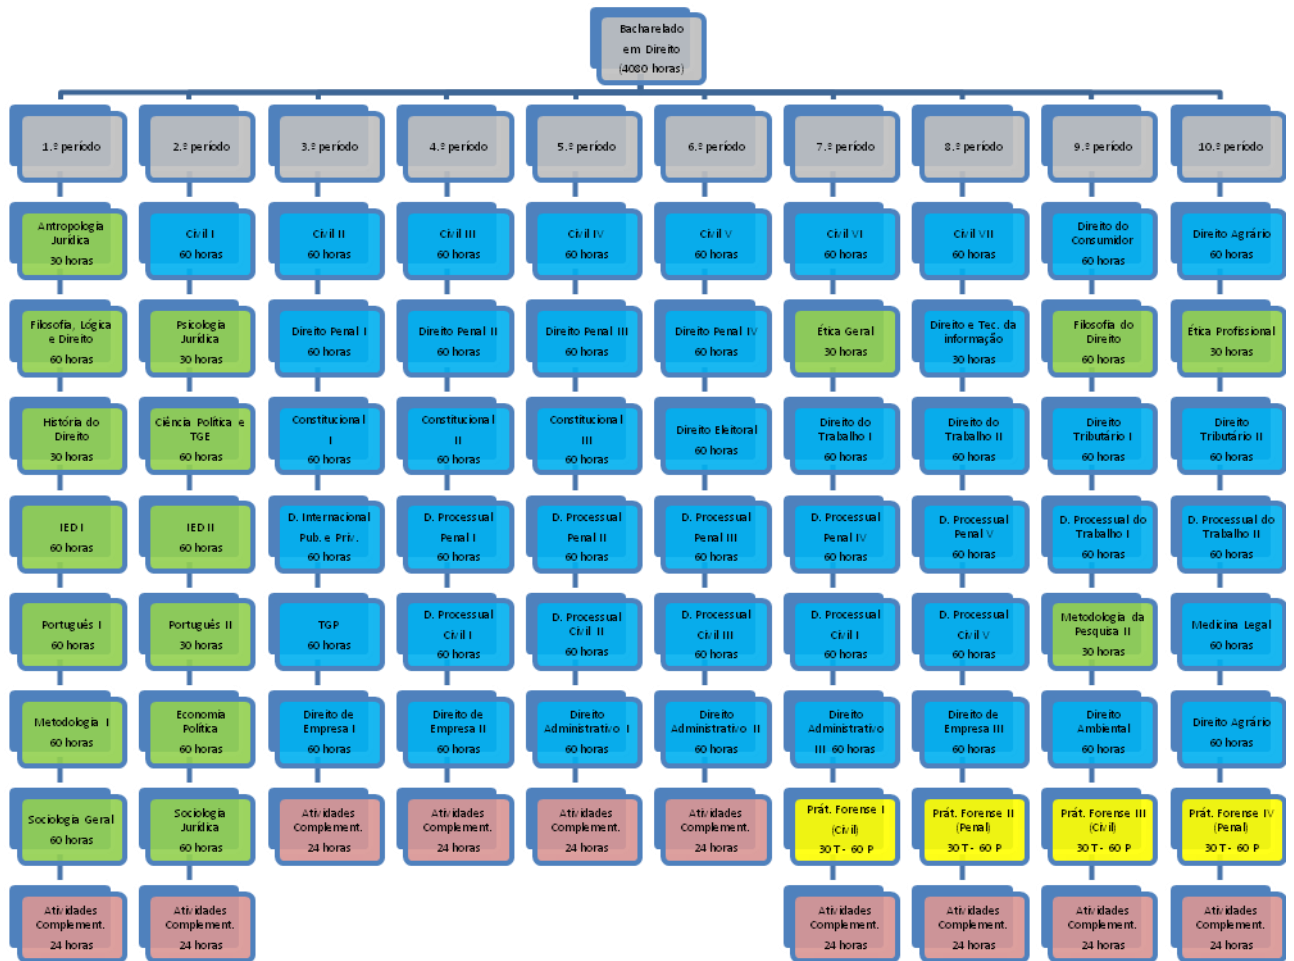 Bacharelado
em Direito
(4080 horas)
1.º período
2.º período
3.º período
4.º período
5.º período
6.º período
7.º período
8.º período
9.º período
10.º período
Antropologia
Jurídica
30 horas
Civil I
60 horas
Civil II
60 horas
Civil III
60 horas
Civil IV
60 horas
Civil V
60 horas
Civil VI
60 horas
Civil VII
60 horas
Direito do
Consumidor
60 horas
Direito Agrário
60 horas
Filosofia, Lógica
e Direito
60 horas
Psicologia
Jurídica
30 horas
Direito Penal I
60 horas
Direito Penal II
60 horas
Direito Penal III
60 horas
Direito Penal IV
60 horas
Ética Geral
30 horas
Direito e Tec. da
informação
30 horas
Filosofia do
Direito
60 horas
Ética Profissional
30 horas
História do
Direito
30 horas
Ciência Política e
TGE
60 horas
Constitucional
I
60 horas
Constitucional
II
60 horas
Constitucional
III
60 horas
Direito Eleitoral
60 horas
Direito do
Trabalho I
60 horas
Direito do
Trabalho II
60 horas
Direito
Tributário I
60 horas
Direito
Tributário II
60 horas
IED I
60 horas
IED II
60 horas
D. Internacional
Pub. e Priv.
60 horas
D. Processual
Penal I
60 horas
D. Processual
Penal II
60 horas
D. Processual
Penal III
60 horas
D. Processual
Penal IV
60 horas
D. Processual
Penal V
60 horas
D. Processual do
Trabalho I
60 horas
D. Processual do
Trabalho II
60 horas
Português I
60 horas
Português II
30 horas
TGP
60 horas
D. Processual
Civil I
60 horas
D. Processual
Civil II
60 horas
D. Processual
Civil III
60 horas
D. Processual
Civil I
60 horas
D. Processual
Civil V
60 horas
Metodologia da
Pesquisa II
30 horas
Medicina Legal
60 horas
Metodologia I
60 horas
Economia
Política
60 horas
Direito de
Empresa I
60 horas
Direito de
Empresa II
60 horas
Direito
Administrativo I
60 horas
Direito
Administrativo II
60 horas
Direito
Administrativo
III 60 horas
Direito de
Empresa III
60 horas
Direito
Ambiental
60 horas
Direito Agrário
60 horas
Sociologia Geral
60 horas
Sociologia
Jurídica
60 horas
Atividades
Complement.
24 horas
Atividades
Complement.
24 horas
Atividades
Complement.
24 horas
Atividades
Complement.
24 horas
Prát. Forense I
(Civil)
30 T - 60 P
Prát. Forense II
(Penal)
30 T - 60 P
Prát. Forense III
(Civil)
30 T - 60 P
Prát. Forense IV
(Penal)
30 T - 60 P
Atividades
Complement.
24 horas
Atividades
Complement.
24 horas
Atividades
Complement.
24 horas
Atividades
Complement.
24 horas
Atividades
Complement.
24 horas
Atividades
Complement.
24 horas